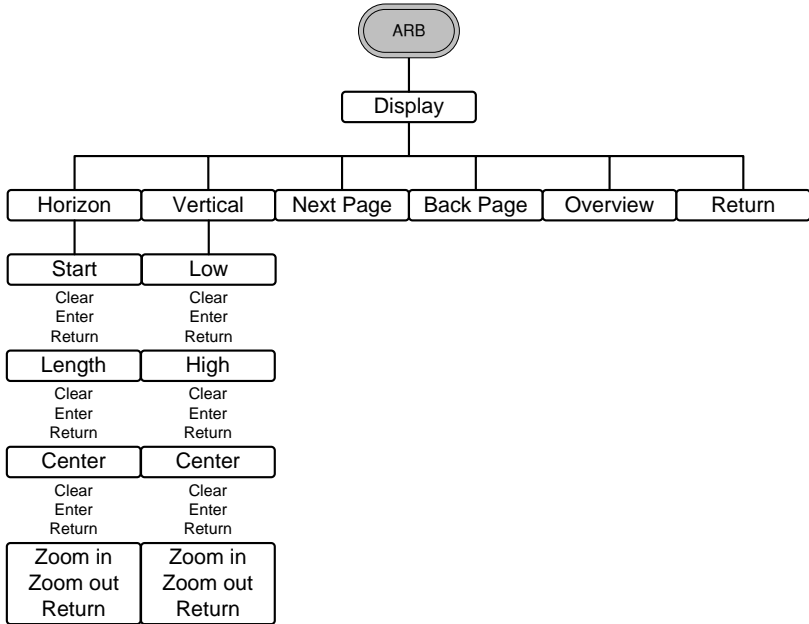 ARB
Display
Horizon Vertical Next Page Back Page Overview Return
Start Low
Clear Clear
Enter Enter
Return Return
Length High
Clear Clear
Enter Enter
Return Return
Center Center
Clear Clear
Enter Enter
Return Return
Zoom in Zoom in
Zoom out Zoom out
Return Return